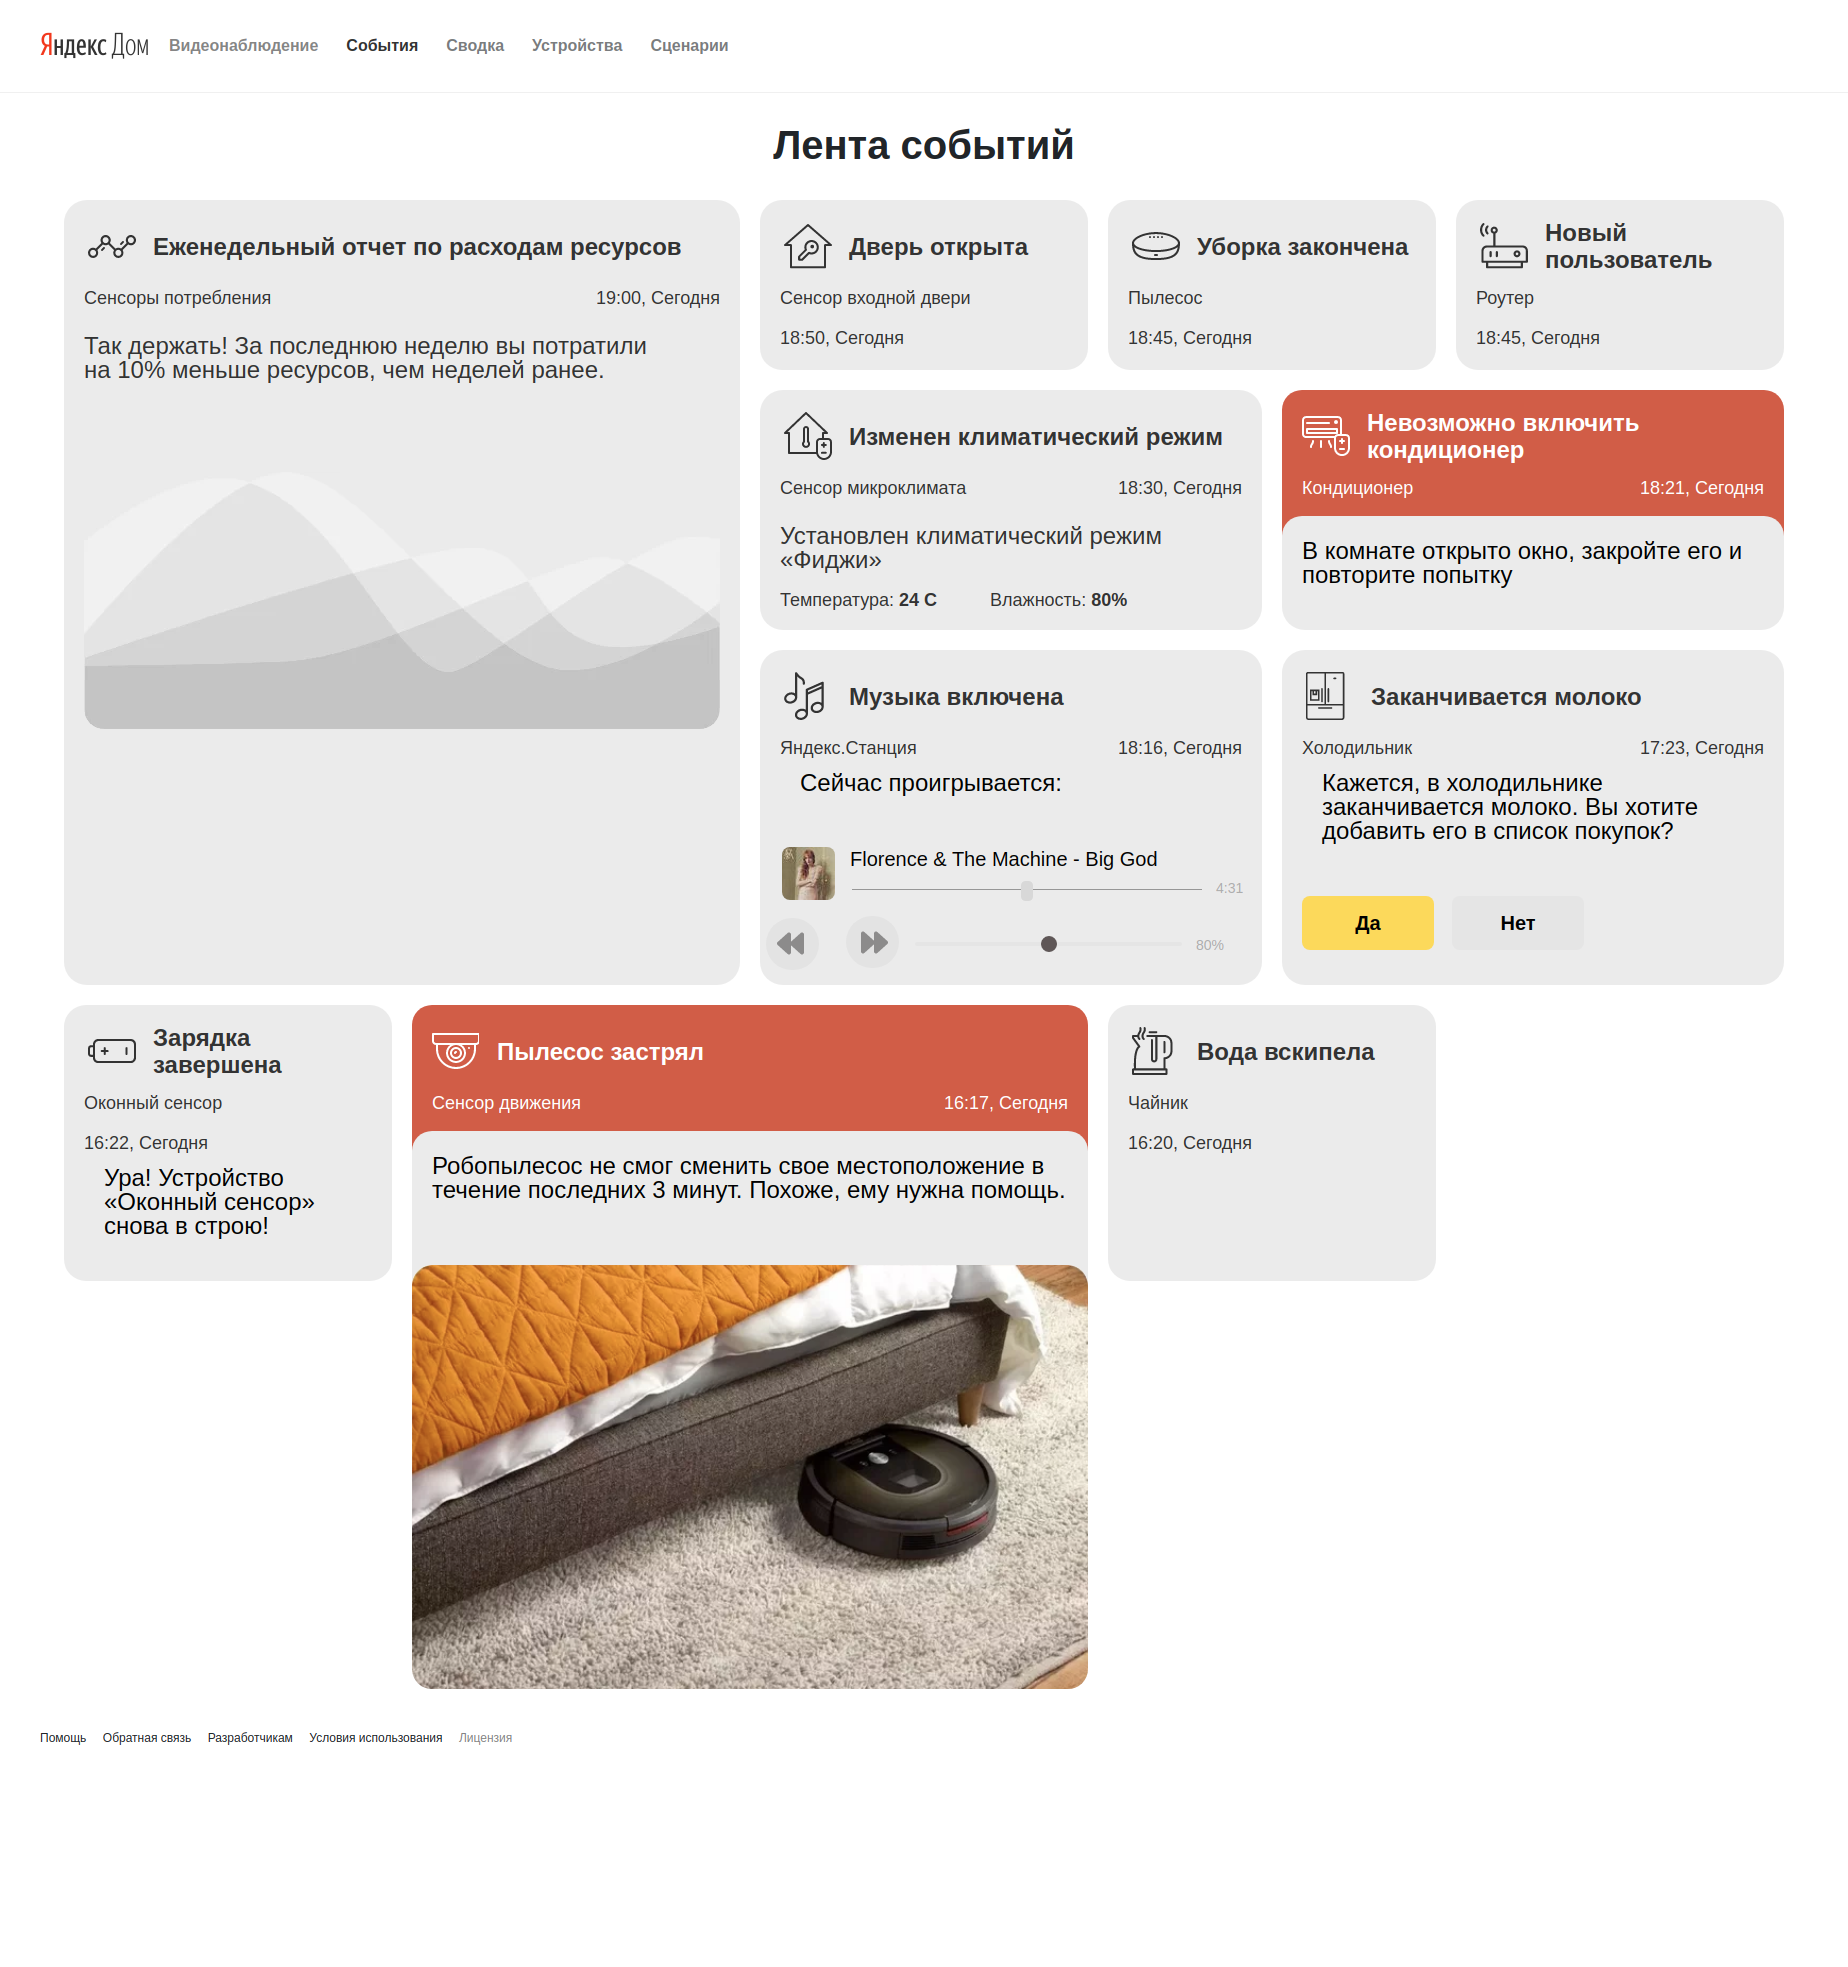 Яндекс Дом
Видеонаблюдение
События
Сводка
Устройства
Сценарии
Лента событий
Еженедельный отчет по расходам ресурсов
Сенсоры потребления
19:00, Сегодня
Так держать! За последнюю неделю вы потратили
на 10% меньше ресурсов, чем неделей ранее.
Дверь открыта
Сенсор входной двери
18:50, Сегодня
Уборка закончена
Пылесос
18:45, Сегодня
Новый
пользователь
Роутер
18:45, Сегодня
Изменен климатический режим
Сенсор микроклимата
18:30, Сегодня
Установлен климатический режим
«Фиджи»
Температура: 24 C
Влажность: 80%
Невозможно включить
кондиционер
Кондиционер
18:21, Сегодня
В комнате открыто окно, закройте его и
повторите попытку
Музыка включена
Яндекс.Станция
18:16, Сегодня
Сейчас проигрывается:
Florence & The Machine - Big God
4:31
80%
Заканчивается молоко
Холодильник
17:23, Сегодня
Кажется, в холодильнике
заканчивается молоко. Вы хотите
добавить его в список покупок?
Да
Нет
Зарядка
завершена
Оконный сенсор
16:22, Сегодня
Ура! Устройство
«Оконный сенсор»
снова в строю!
Пылесос застрял
Сенсор движения
16:17, Сегодня
Робопылесос не смог сменить свое местоположение в
течение последних 3 минут. Похоже, ему нужна помощь.
Вода вскипела
Чайник
16:20, Сегодня
Помощь
Обратная связь
Разработчикам
Условия использования
Лицензия